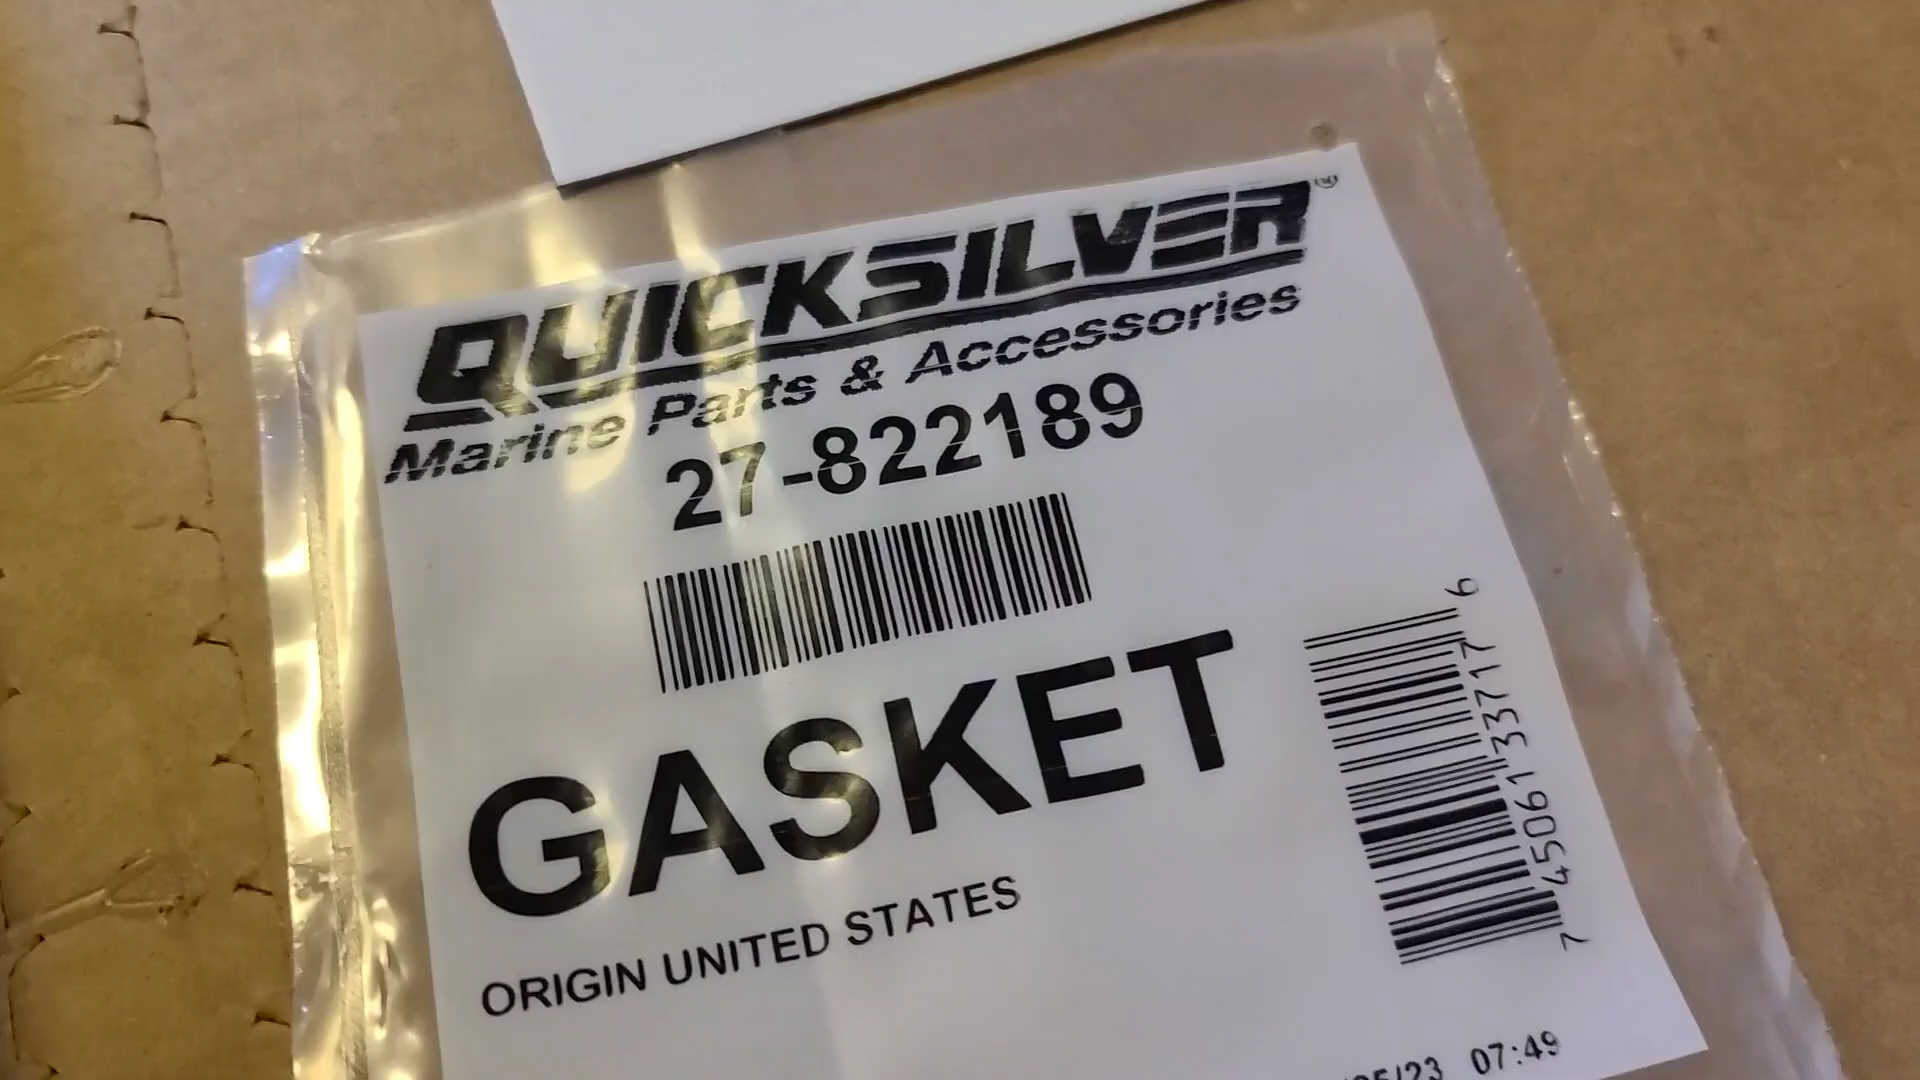 QUICKSILVER®
Marine Parts & Accessories
27-822189
GASKET
ORIGIN UNITED STATES
7 45061 33717 6
07:49